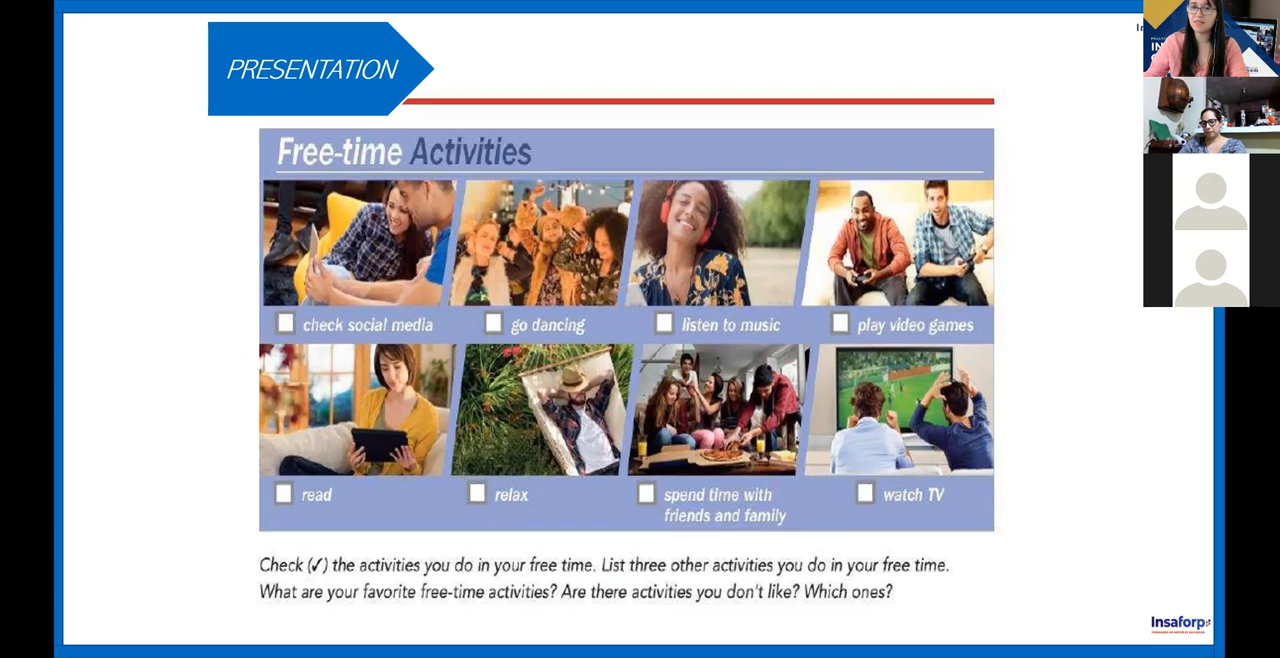 PRESENTATION
Free-time Activities
check social media
go dancing
listen to music
play video games
read
relax
spend time with
friends and family
watch TV
Check (✓) the activities you do in your free time. List three other activities you do in your free time.
What are your favorite free-time activities? Are there activities you don't like? Which ones?
Insaforp